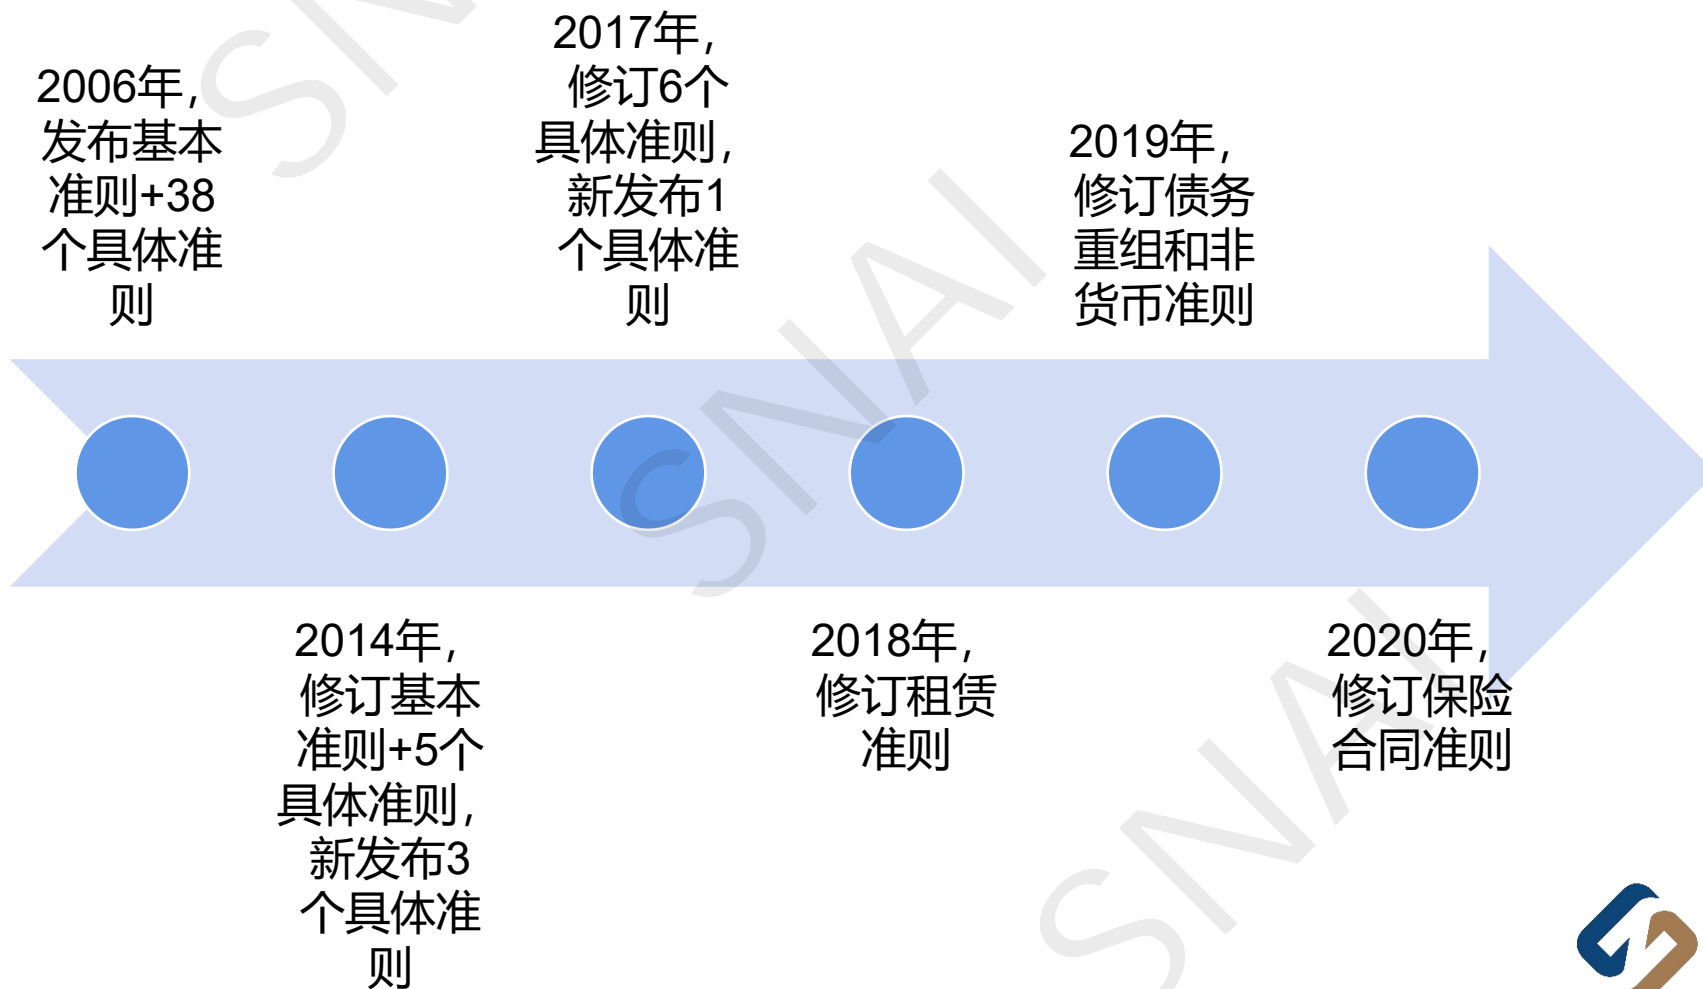 2006年，
发布基本
准则+38
个具体准
则
2014年，
修订基本
准则+5个
具体准则，
新发布3
个具体准
则
2017年，
修订6个
具体准则，
新发布1
个具体准
则
2018年，
修订租赁
准则
2019年，
修订债务
重组和非
货币准则
2020年，
修订保险
合同准则
SNAI
SNAI